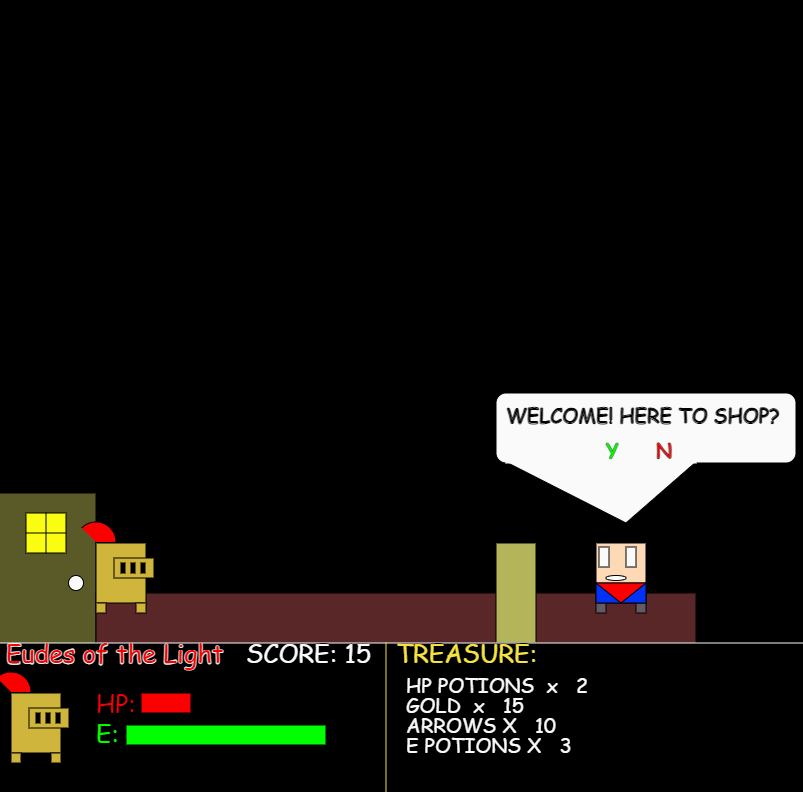 WELCOME! HERE TO SHOP?
Y N
Eudes of the Light SCORE: 15
HP:
E:
TREASURE:
HP POTIONS x 2
GOLD x 15
ARROWS X 10
E POTIONS X 3